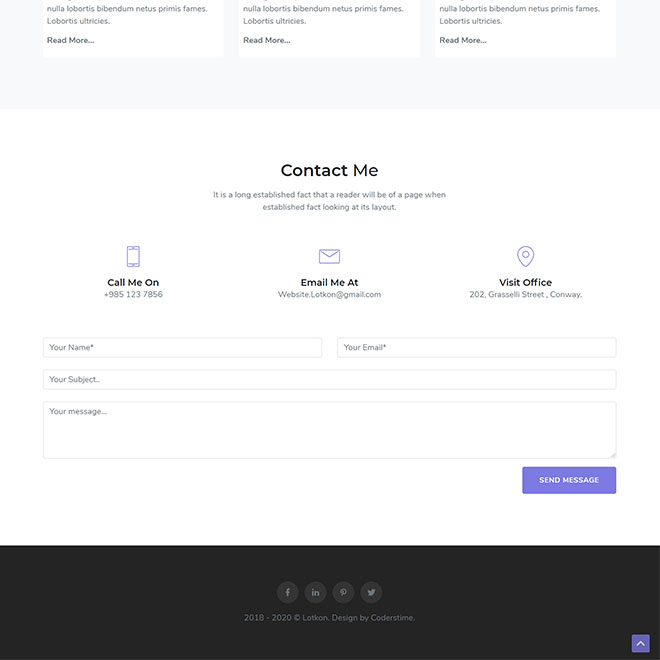 nulla lobortis bibendum netus primis fames.
Lobortis ultricies.
Read More...
nulla lobortis bibendum netus primis fames.
Lobortis ultricies.
Read More...
nulla lobortis bibendum netus primis fames.
Lobortis ultricies.
Read More...
Contact Me
It is a long established fact that a reader will be of a page when
established fact looking at its layout.
Call Me On
+985 123 7856
Email Me At
Website.Lotkon@gmail.com
Visit Office
202, Grasselli Street , Conway.
Your Name*
Your Email*
Your Subject..
Your message...
SEND MESSAGE
2018 - 2020 © Lotkon. Design by Coderstime.